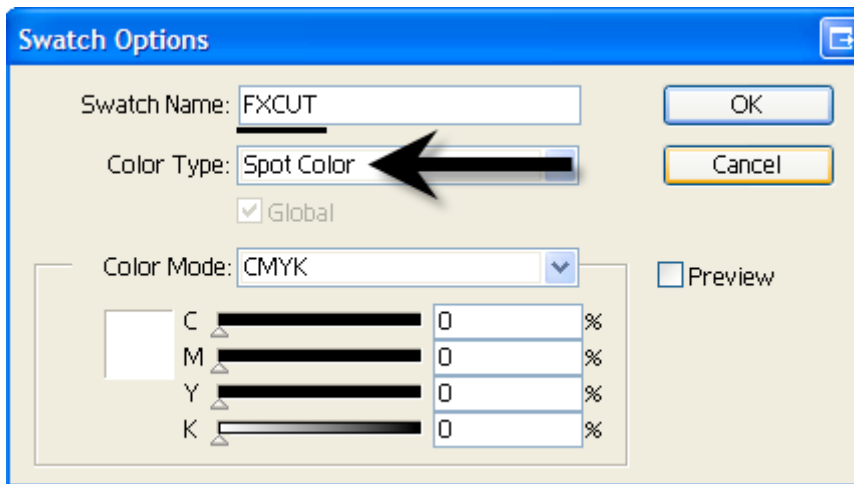 Swatch Options
Swatch Name: FXCUT
OK
Color Type: Spot Color
Cancel
Global
Color Mode: CMYK
Preview
C 0 %
M 0 %
Y 0 %
K 0 %